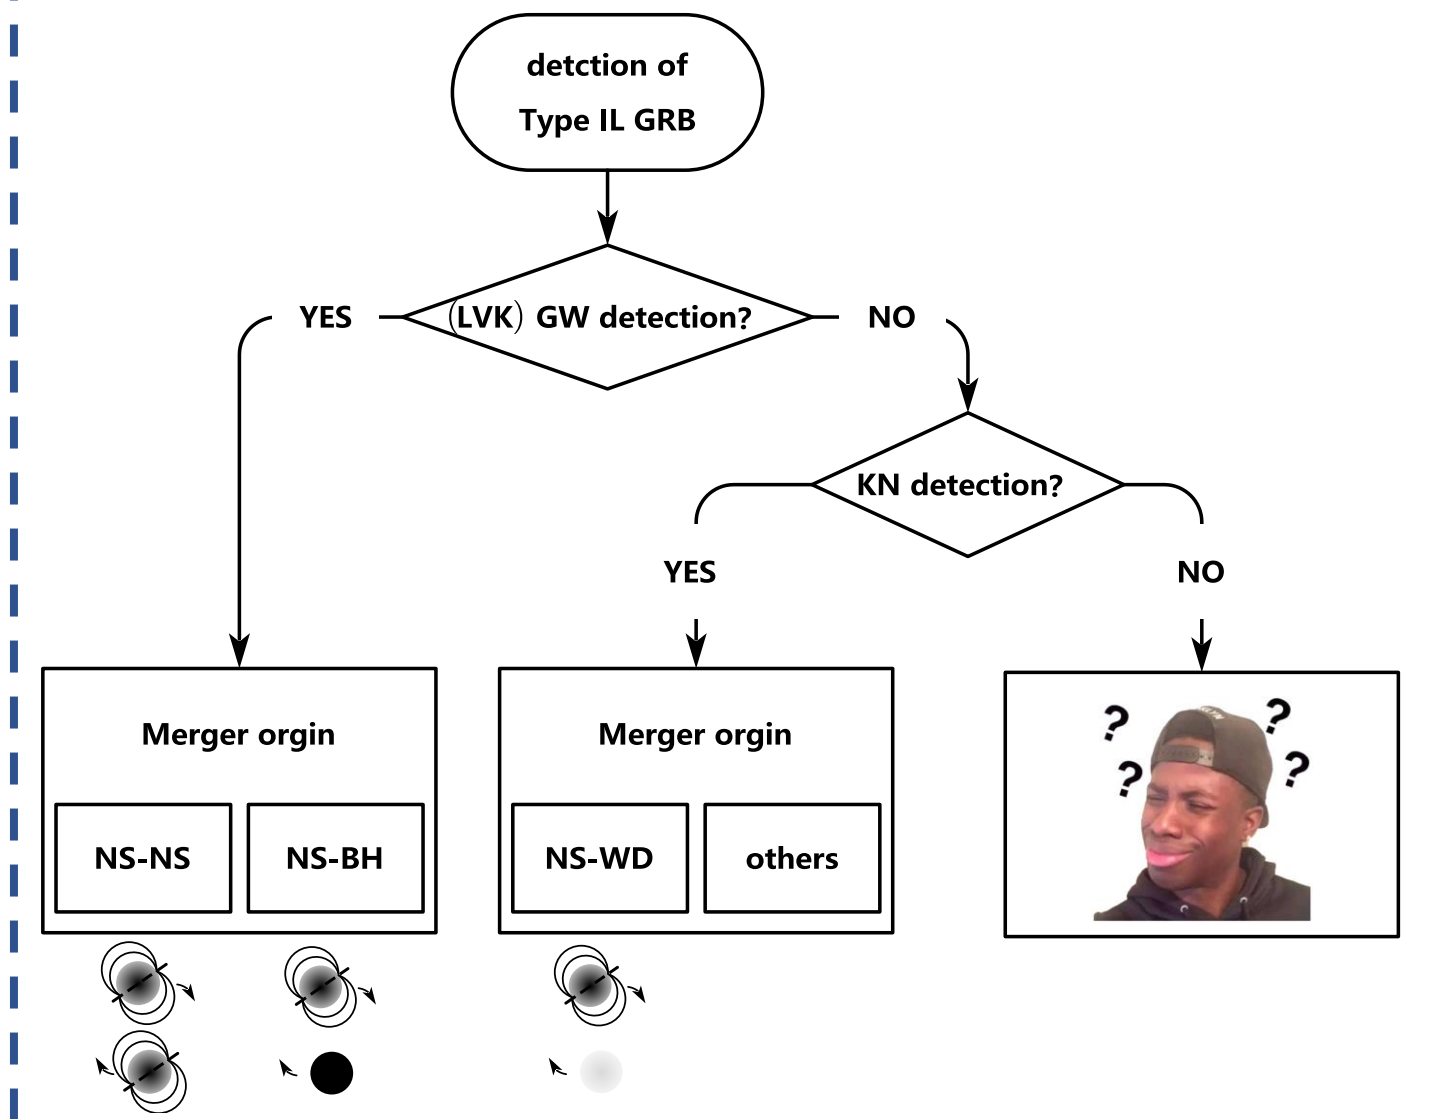 detction of
Type IL GRB
(LVK) GW detection?
YES
NO
KN detection?
YES
NO
Merger orgin
NS-NS
NS-BH
Merger orgin
NS-WD
others
?
?
?
?